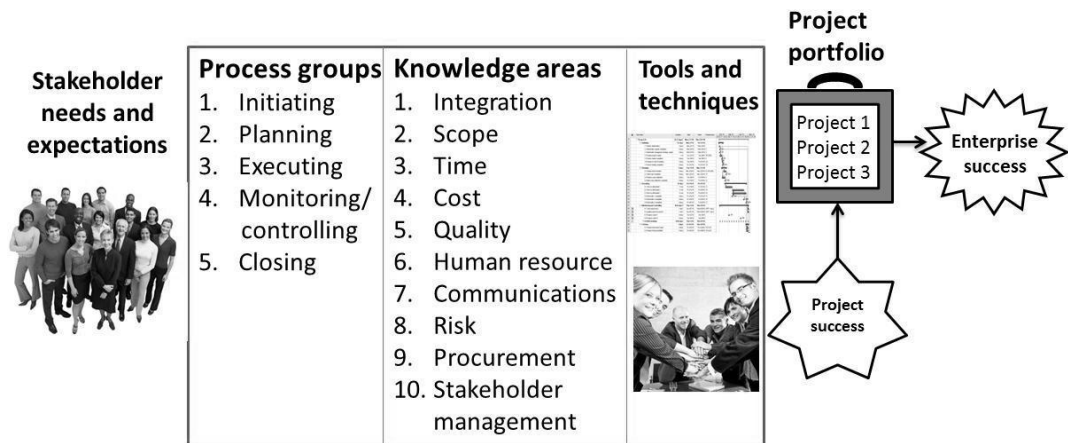 Stakeholder
needs and
expectations
Process groups
1. Initiating
2. Planning
3. Executing
4. Monitoring/
controlling
5. Closing
Knowledge areas
1. Integration
2. Scope
3. Time
4. Cost
5. Quality
6. Human resource
7. Communications
8. Risk
9. Procurement
10. Stakeholder
management
Tools and
techniques
Project
portfolio
Project 1
Project 2
Project 3
Enterprise
success
Project
success